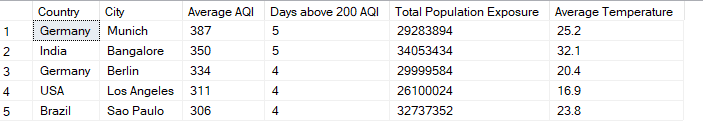 Country City Average AQI Days above 200 AQI Total Population Exposure Average Temperature
1 Germany Munich 387 5 29283894 25.2
2 India Bangalore 350 5 34053434 32.1
3 Germany Berlin 334 4 29999584 20.4
4 USA Los Angeles 311 4 26100024 16.9
5 Brazil Sao Paulo 306 4 32737352 23.8